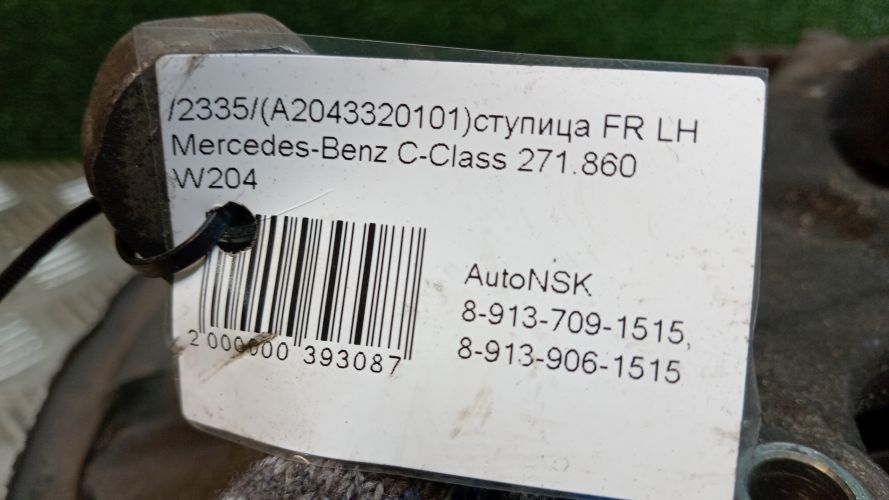 /2335/(A2043320101)ступица FR LH
Mercedes-Benz C-Class 271.860
W204
AutoNSK
8-913-709-1515,
8-913-906-1515
2 000000 393087